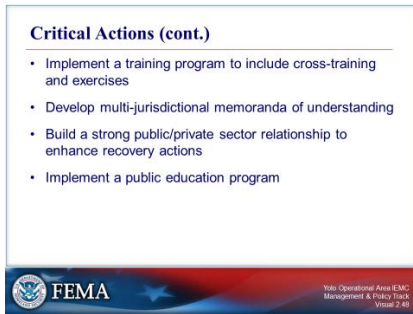 Critical Actions (cont.)
• Implement a training program to include cross-training
and exercises
• Develop multi-jurisdictional memoranda of understanding
• Build a strong public/private sector relationship to
enhance recovery actions
• Implement a public education program
FEMA
Yolo Operational Area IEMC
Management & Policy Track
Visual 2.48